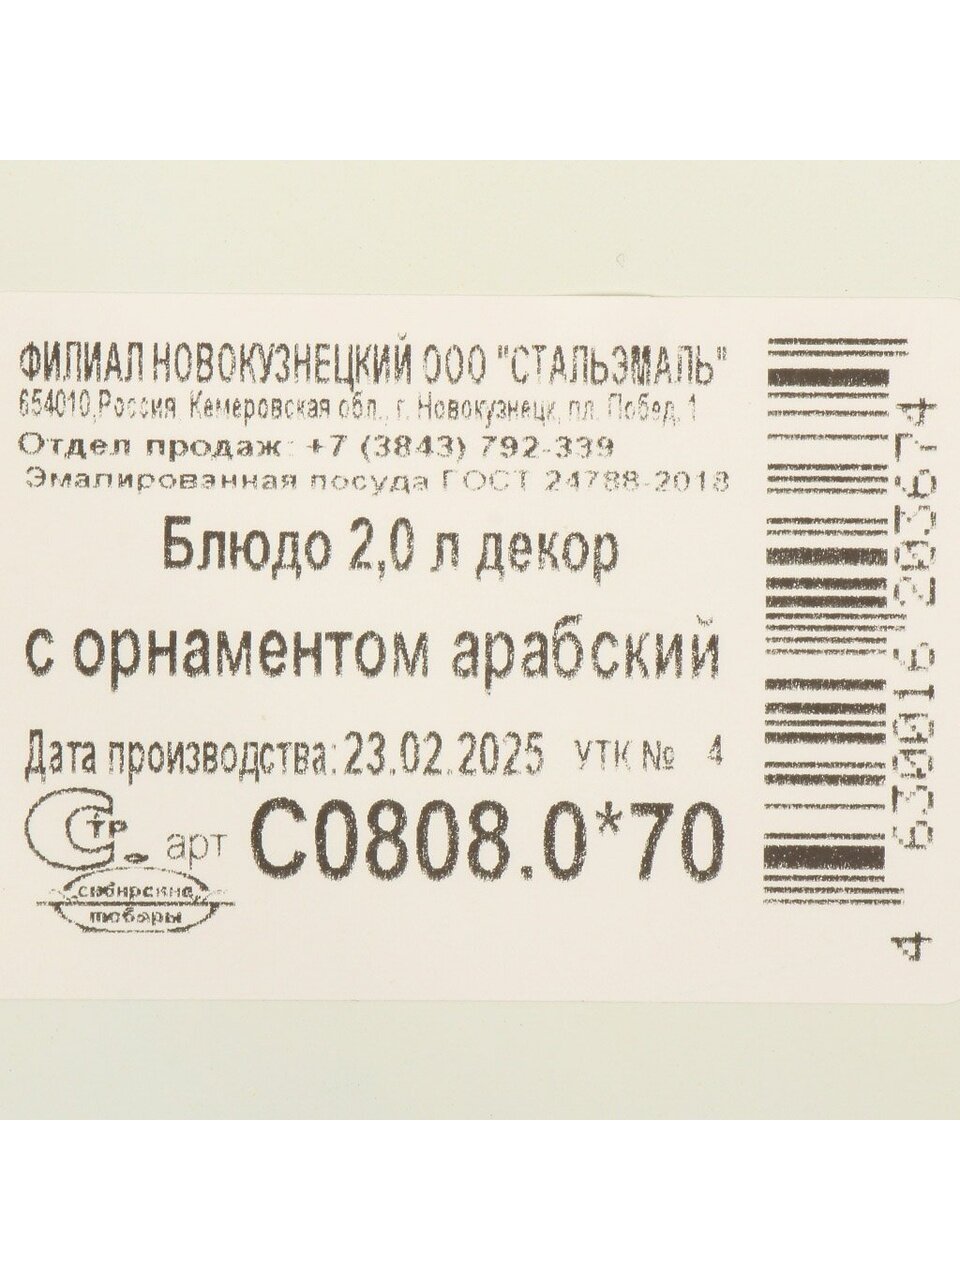 ФИЛИАЛ НОВОКУЗНЕЦКИЙ ООО "СТАЛЬЭМАЛЬ"
654010,Россия Кемеровская обл., г. Новокузнецк, пл. Побед, 1
Отдел продаж: +7 (3843) 792-339
Эмалированная посуда ГОСТ 24788-2018
Блюдо 2,0 л декор
с орнаментом арабский
Дата производства: 23.02.2025 УТК № 4
СТР.
арт С0808.0*70
сибирские
товары
4 630016 203674